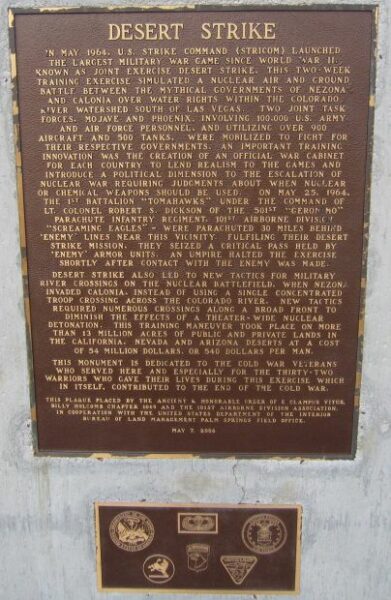 DESERT STRIKE
IN MAY 1964, U.S. STRIKE COMMAND (STRICOM) LAUNCHED
THE LARGEST MILITARY WAR GAME SINCE WORLD WAR II.
KNOWN AS JOINT EXERCISE DESERT STRIKE, THIS TWO-WEEK
TRAINING EXERCISE SIMULATED A NUCLEAR AIR AND GROUND
BATTLE BETWEEN THE MYTHICAL GOVERNMENTS OF NEZONA
AND CALONIA OVER WATER RIGHTS WITHIN THE COLORADO
RIVER WATERSHED SOUTH OF LAS VEGAS. TWO JOINT TASK
FORCES, MOJAVE AND PHOENIX, INVOLVING 100,000 U.S. ARMY
AND AIR FORCE PERSONNEL, AND UTILIZING OVER 900
AIRCRAFT AND 500 TANKS, WERE MOBILIZED TO FIGHT FOR
THEIR RESPECTIVE GOVERNMENTS. AN IMPORTANT TRAINING
INNOVATION WAS THE CREATION OF AN OFFICIAL WAR CABINET
FOR EACH COUNTRY TO LEND REALISM TO THE GAMES AND
INTRODUCE A POLITICAL DIMENSION TO THE ESCALATION OF
NUCLEAR WAR REQUIRING JUDGMENTS ABOUT WHEN NUCLEAR
OR CHEMICAL WEAPONS SHOULD BE USED. ON MAY 25, 1964,
THE 1ST BATTALION "TOMAHAWKS" UNDER THE COMMAND OF
LT. COLONEL ROBERT S. DICKSON OF THE 501ST "GERONIMO"
PARACHUTE INFANTRY REGIMENT, 101ST AIRBORNE DIVISION
"SCREAMING EAGLES" – WERE PARACHUTED 30 MILES BEHIND
'ENEMY' LINES NEAR THIS VICINITY. FULFILLING THEIR DESERT
STRIKE MISSION, THEY SEIZED A CRITICAL PASS HELD BY
'ENEMY' ARMOR UNITS. AN UMPIRE HALTED THE EXERCISE
SHORTLY AFTER CONTACT WITH THE ENEMY WAS MADE.
DESERT STRIKE ALSO LED TO NEW TACTICS FOR MILITARY
RIVER CROSSINGS ON THE NUCLEAR BATTLEFIELD. WHEN NEZONA
INVADED CALONIA, INSTEAD OF USING A SINGLE CONCENTRATED
TROOP CROSSING ACROSS THE COLORADO RIVER, NEW TACTICS
REQUIRED NUMEROUS CROSSINGS ALONG A BROAD FRONT TO
DIMINISH THE EFFECTS OF A THEATER-WIDE NUCLEAR
DETONATION. THIS TRAINING MANEUVER TOOK PLACE ON MORE
THAN 13 MILLION ACRES OF PUBLIC AND PRIVATE LANDS IN
THE CALIFORNIA, NEVADA AND ARIZONA DESERTS AT A COST
OF 54 MILLION DOLLARS, OR 540 DOLLARS PER MAN.
THIS MONUMENT IS DEDICATED TO THE COLD WAR VETERANS
WHO SERVED HERE AND ESPECIALLY FOR THE THIRTY-TWO
WARRIORS WHO GAVE THEIR LIVES DURING THIS EXERCISE WHICH
IN ITSELF, CONTRIBUTED TO THE END OF THE COLD WAR.
THIS PLAQUE PLACED BY THE ANCIENT & HONORABLE ORDER OF E CLAMPUS VITUS,
BILLY HOLCOMB CHAPTER 1069 AND THE 101ST AIRBORNE DIVISION ASSOCIATION,
IN COOPERATION WITH THE UNITED STATES DEPARTMENT OF THE INTERIOR
BUREAU OF LAND MANAGEMENT PALM SPRINGS FIELD OFFICE.
MAY 7, 2006